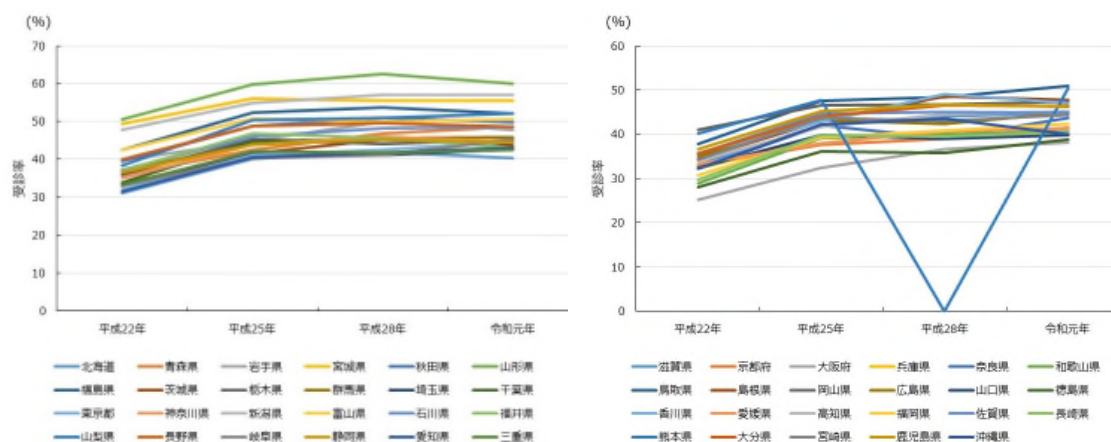 (%)
70
60
50
40
30
20
10
0
受診率
平成22年 平成25年 平成28年 令和元年
北海道 青森県 岩手県 宮城県 秋田県 山形県
福島県 茨城県 栃木県 群馬県 埼玉県 千葉県
東京都 神奈川県 新潟県 富山県 石川県 福井県
山梨県 長野県 岐阜県 静岡県 愛知県 三重県
(%)
60
50
40
30
20
10
0
受診率
平成22年 平成25年 平成28年 令和元年
滋賀県 京都府 大阪府 兵庫県 奈良県 和歌山県
鳥取県 島根県 岡山県 広島県 山口県 徳島県
香川県 愛媛県 高知県 福岡県 佐賀県 長崎県
熊本県 大分県 宮崎県 鹿児島県 沖縄県